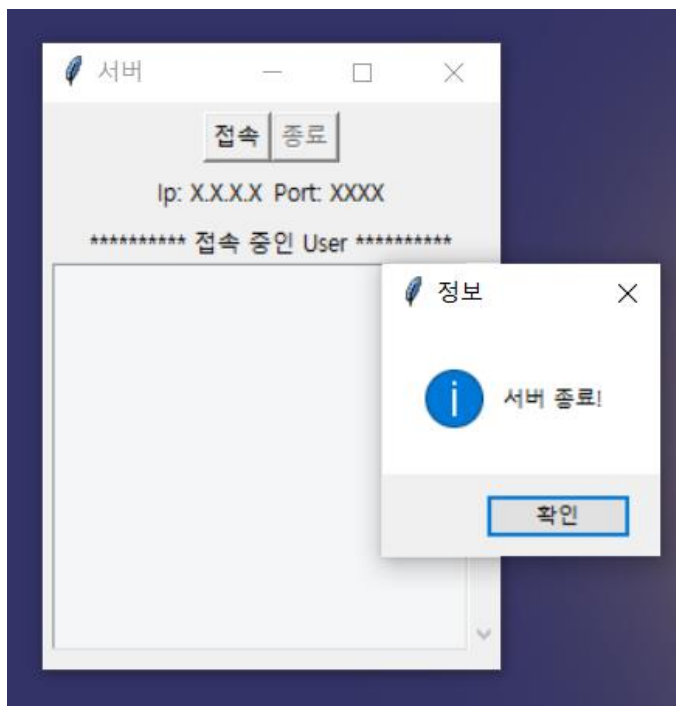 서버
접속 종료
Ip: X.X.X.X Port: XXXX
********** 접속 중인 User **********
정보
서버 종료!
확인